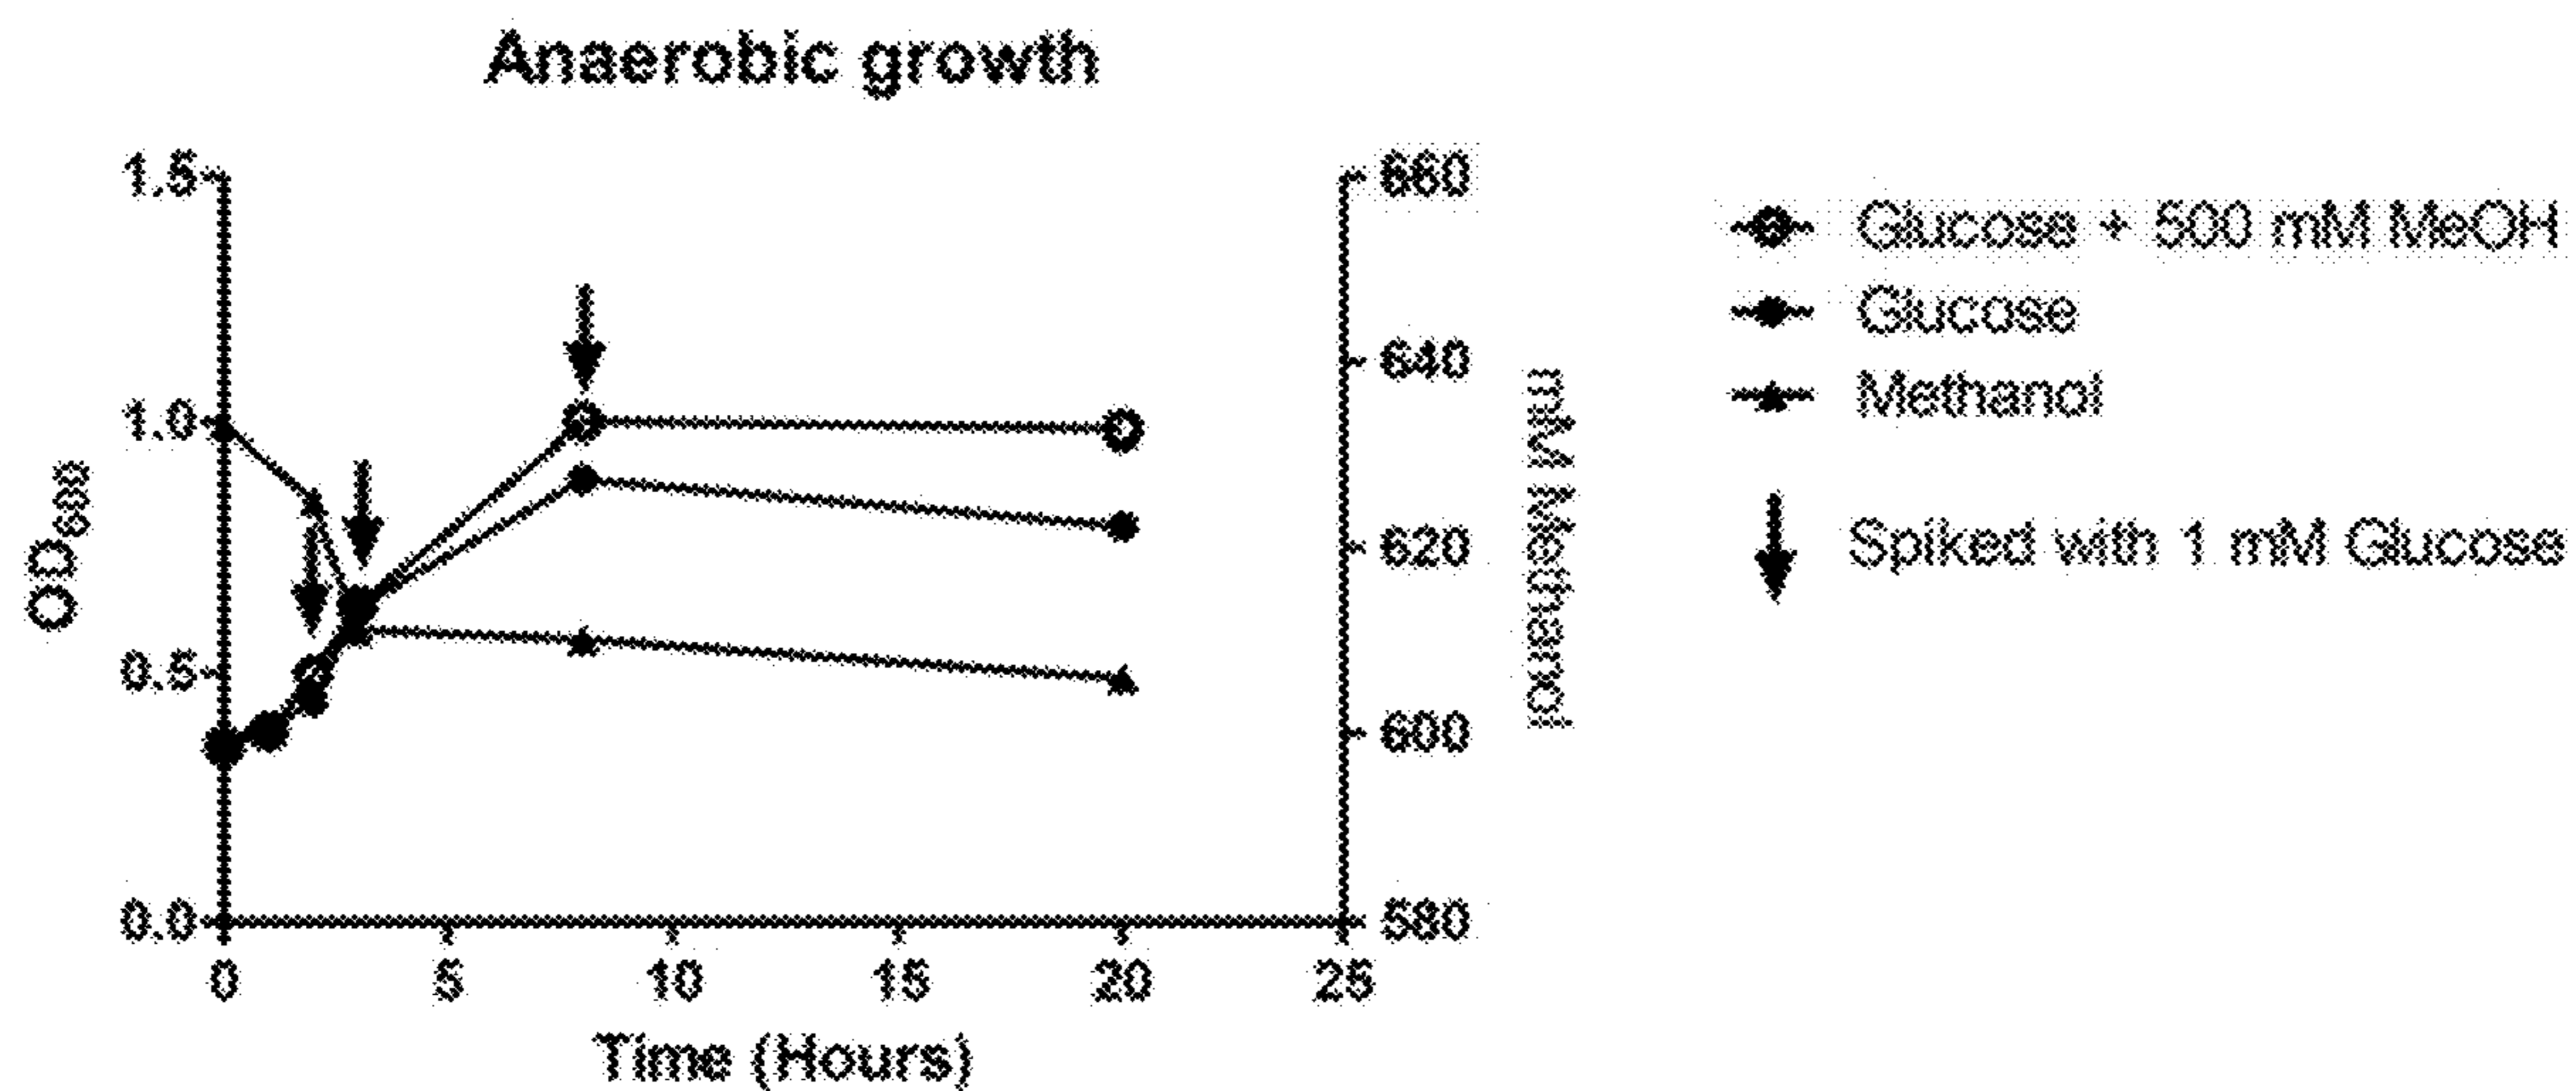 Anaerobic growth
1.5
1.0
0.5
0.0
OD600
0
5
10
15
20
25
Time (Hours)
660
640
620
600
580
mM Methanol
Glucose + 500 mM MeOH
Glucose
Methanol
Spiked with 1 mM Glucose